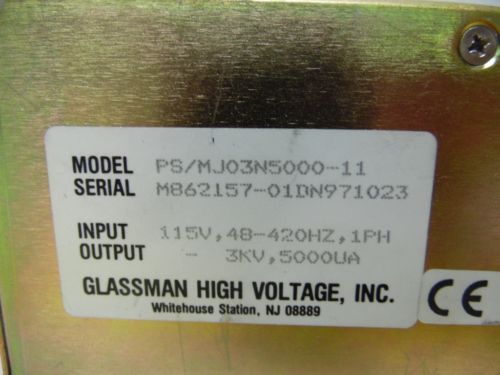 MODEL PS/MJ03N5000-11
SERIAL M862157-01DN971023
INPUT 115V,48-420HZ,1PH
OUTPUT - 3KV,5000UA
GLASSMAN HIGH VOLTAGE, INC.
Whitehouse Station, NJ 08889
CE